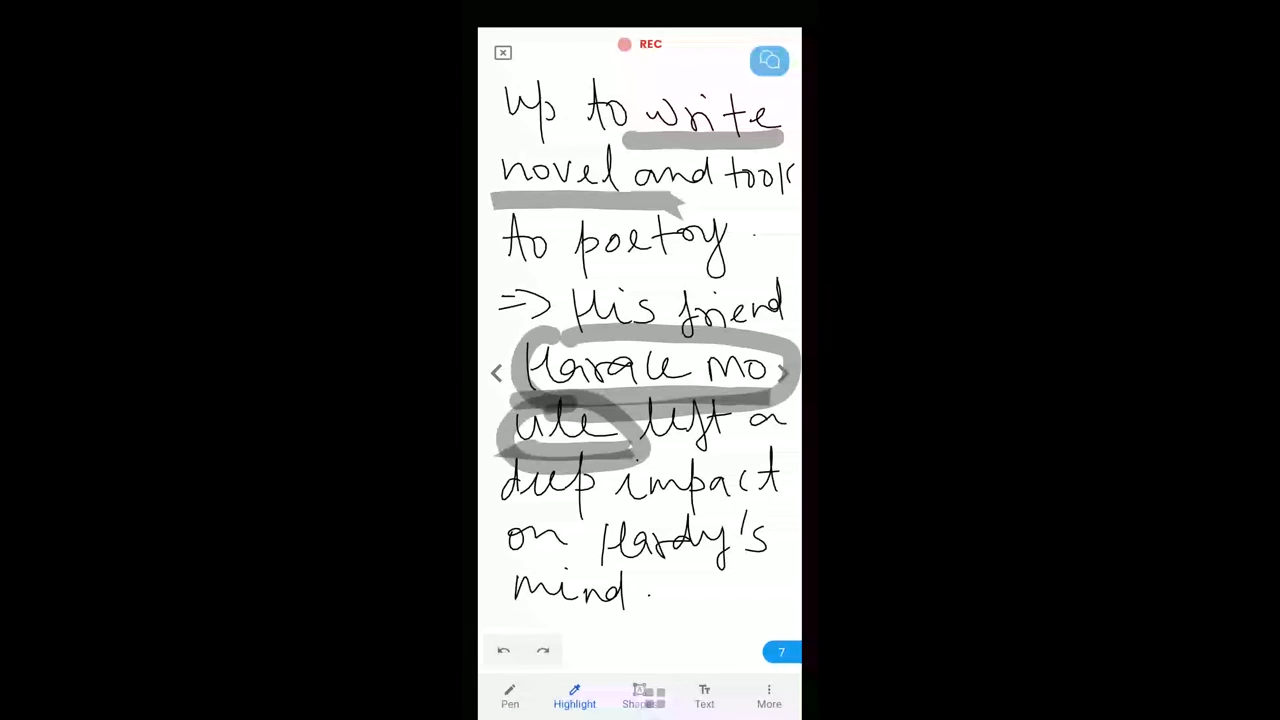 REC
up to write
novel and took
to poetry.
=> His friend
Harace mo
ule left a
deep impact
on Hardy's
mind.
7
Pen Highlight Shapes Text More